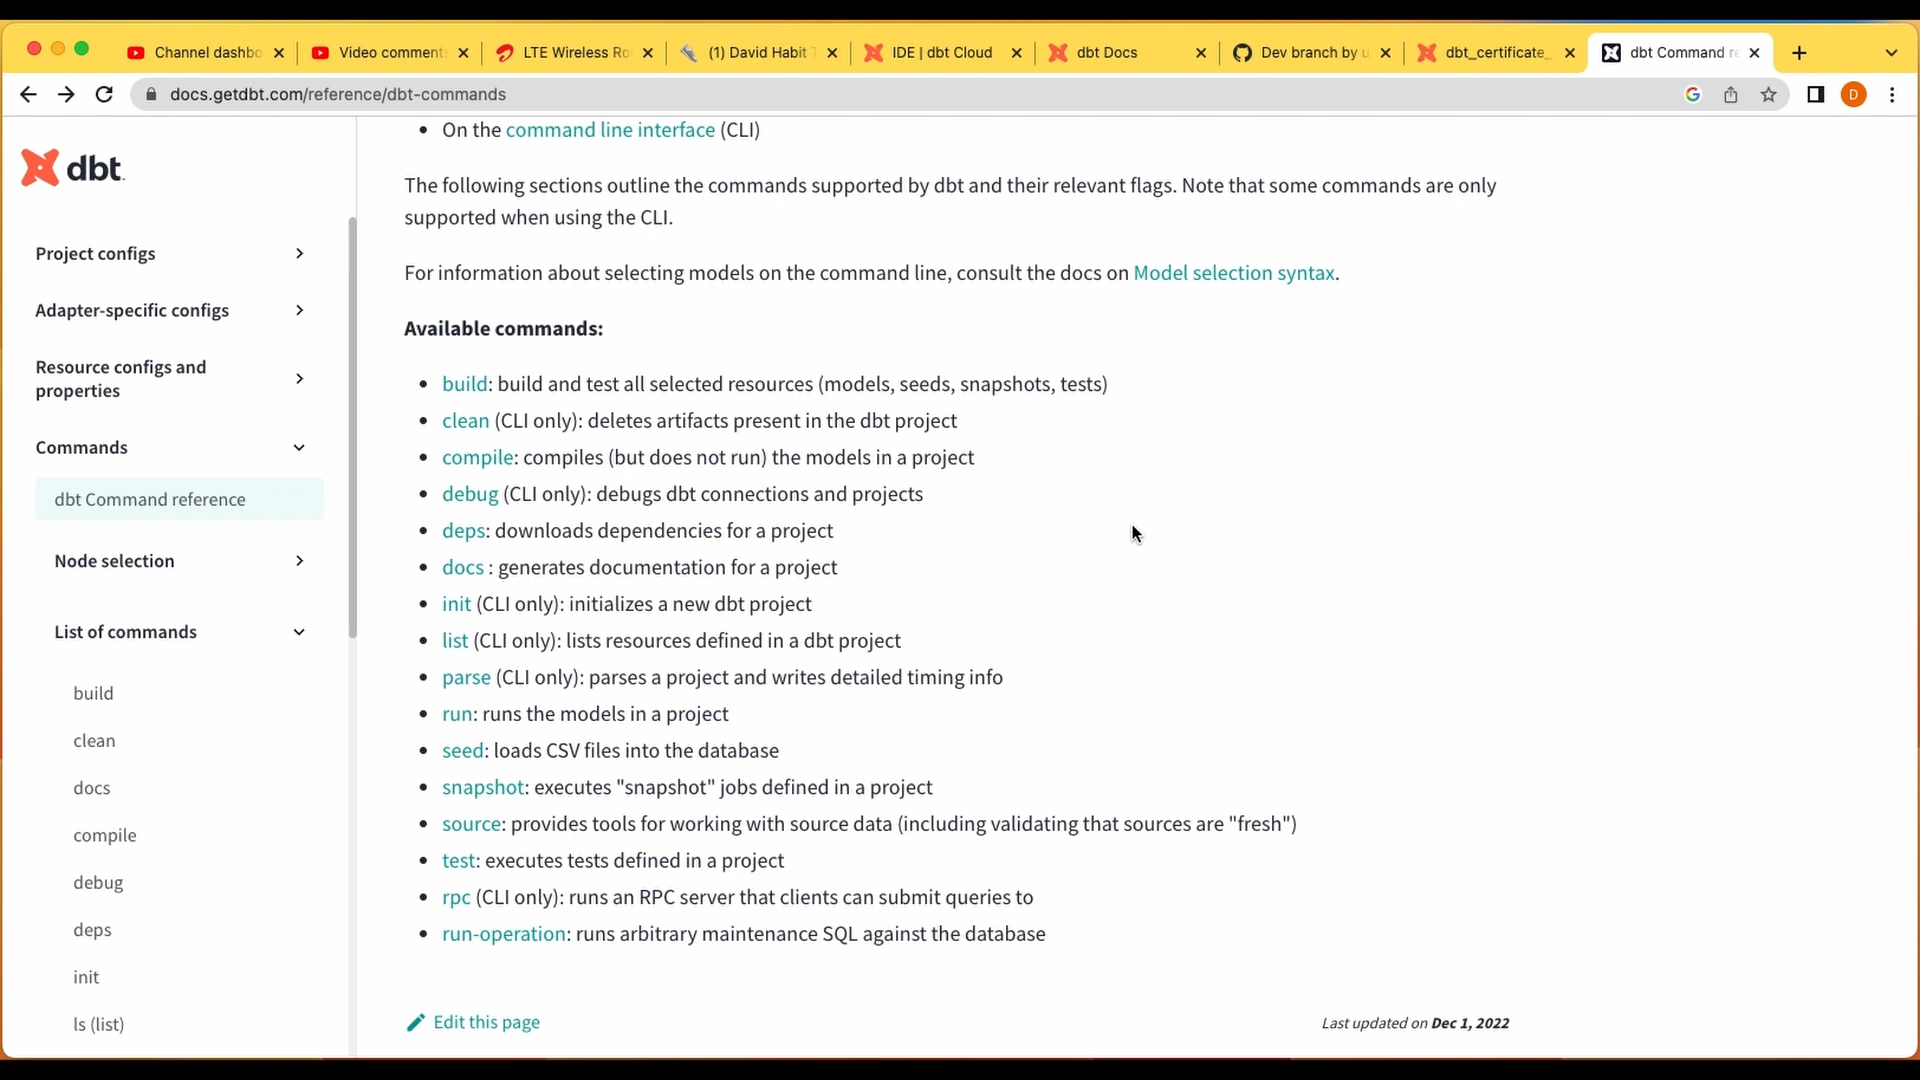 Channel dashbo
Video comment
LTE Wireless Ro
(1) David Habit T
IDE | dbt Cloud
dbt Docs
Dev branch by u
dbt_certificate_
dbt Command re
docs.getdbt.com/reference/dbt-commands
D
dbt
Project configs
Adapter-specific configs
Resource configs and
properties
Commands
dbt Command reference
Node selection
List of commands
build
clean
docs
compile
debug
deps
init
ls (list)
• On the command line interface (CLI)
The following sections outline the commands supported by dbt and their relevant flags. Note that some commands are only
supported when using the CLI.
For information about selecting models on the command line, consult the docs on Model selection syntax.
Available commands:
• build: build and test all selected resources (models, seeds, snapshots, tests)
• clean (CLI only): deletes artifacts present in the dbt project
• compile: compiles (but does not run) the models in a project
• debug (CLI only): debugs dbt connections and projects
• deps: downloads dependencies for a project
• docs : generates documentation for a project
• init (CLI only): initializes a new dbt project
• list (CLI only): lists resources defined in a dbt project
• parse (CLI only): parses a project and writes detailed timing info
• run: runs the models in a project
• seed: loads CSV files into the database
• snapshot: executes "snapshot" jobs defined in a project
• source: provides tools for working with source data (including validating that sources are "fresh")
• test: executes tests defined in a project
• rpc (CLI only): runs an RPC server that clients can submit queries to
• run-operation: runs arbitrary maintenance SQL against the database
Edit this page
Last updated on Dec 1, 2022